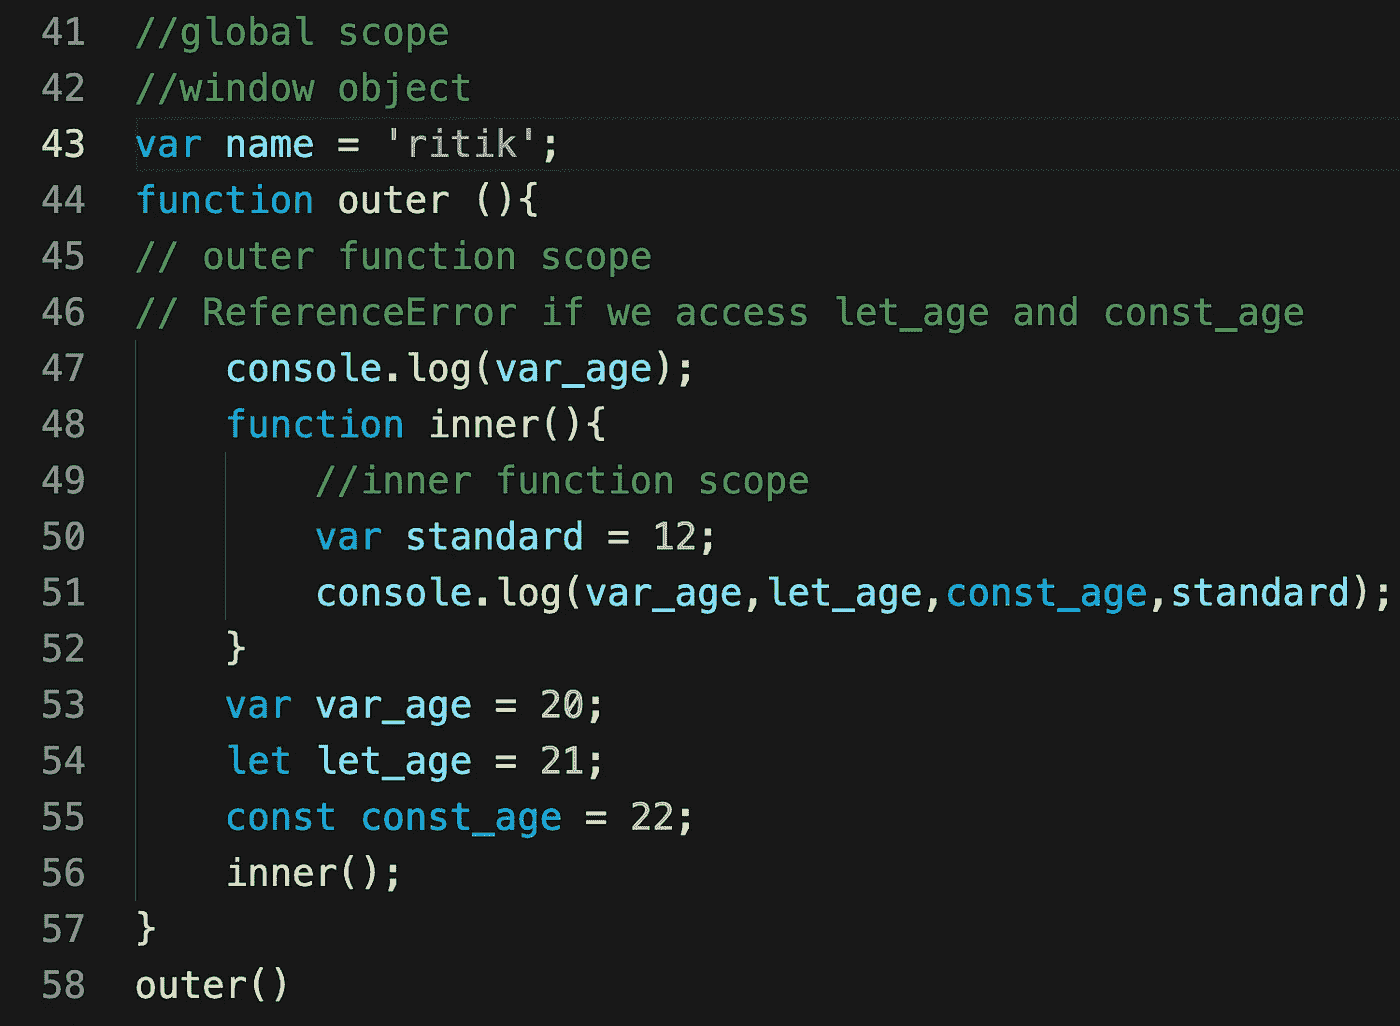 41 //global scope
42 //window object
43 var name = 'ritik';
44 function outer (){
45 // outer function scope
46 // ReferenceError if we access let_age and const_age
47     console.log(var_age);
48     function inner(){
49         //inner function scope
50         var standard = 12;
51         console.log(var_age,let_age,const_age,standard);
52     }
53     var var_age = 20;
54     let let_age = 21;
55     const const_age = 22;
56     inner();
57 }
58 outer()